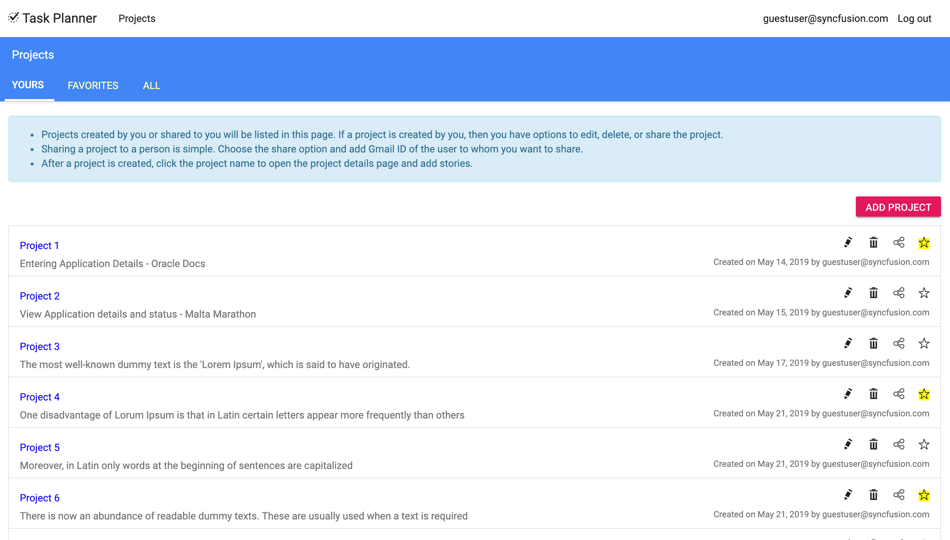 Task Planner Projects guestuser@syncfusion.com Log out
Projects
YOURS FAVORITES ALL
Projects created by you or shared to you will be listed in this page. If a project is created by you, then you have options to edit, delete, or share the project.
Sharing a project to a person is simple. Choose the share option and add Gmail ID of the user to whom you want to share.
After a project is created, click the project name to open the project details page and add stories.
ADD PROJECT
Project 1
Entering Application Details - Oracle Docs Created on May 14, 2019 by guestuser@syncfusion.com
Project 2
View Application details and status - Malta Marathon Created on May 15, 2019 by guestuser@syncfusion.com
Project 3
The most well-known dummy text is the 'Lorem Ipsum', which is said to have originated. Created on May 17, 2019 by guestuser@syncfusion.com
Project 4
One disadvantage of Lorum Ipsum is that in Latin certain letters appear more frequently than others Created on May 21, 2019 by guestuser@syncfusion.com
Project 5
Moreover, in Latin only words at the beginning of sentences are capitalized Created on May 21, 2019 by guestuser@syncfusion.com
Project 6
There is now an abundance of readable dummy texts. These are usually used when a text is required Created on May 21, 2019 by guestuser@syncfusion.com